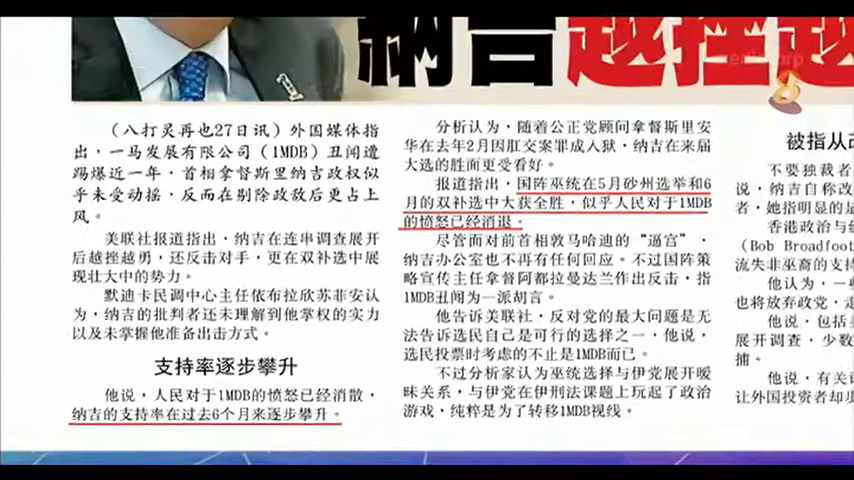 納吉越挫越
mediacorp
8
（八打灵再也27日讯）外国媒体指
出，一马发展有限公司（1MDB）丑闻遭
踢爆近一年，首相拿督斯里纳吉政权似
乎未受动摇，反而在剔除政敌后更占上
风。
美联社报道指出，纳吉在连串调查展开
后越挫越勇，还反击对手，更在双补选中展
现壮大中的势力。
默迪卡民调中心主任依布拉欣苏菲安认
为，纳吉的批判者还未理解到他掌权的实力
以及未掌握他准备出击方式。
支持率逐步攀升
他说，人民对于1MDB的愤怒已经消散，
纳吉的支持率在过去6个月来逐步攀升。
分析认为，随着公正党顾问拿督斯里安
华在去年2月因肛交案罪成入狱，纳吉在来届
大选的胜面更受看好。
报道指出，国阵巫统在5月砂州选举和6
月的双补选中大获全胜，似乎人民对于1MDB
的愤怒已经消退。
尽管面对前首相敦马哈迪的“逼宫”，
纳吉办公室也不再有任何回应。不过国阵策
略宣传主任拿督阿都拉曼达兰作出反击，指
1MDB丑闻为一派胡言。
他告诉美联社，反对党的最大问题是无
法告诉选民自己是可行的选择之一，他说，
选民投票时考虑的不止是1MDB而已。
不过分析家认为巫统选择与伊党展开暧
昧关系，与伊党在伊刑法课题上玩起了政治
游戏，纯粹是为了转移1MDB视线。
被指从政
不要独裁者
说，纳吉自称改
者，她指明的是
香港政治与经
（Bob Broadfoot
流失非巫裔的支持
他认为，一些
也将放弃政党，走
他说，包括
展开调查，少数
捕。
他说，有关
让外国投资者却步